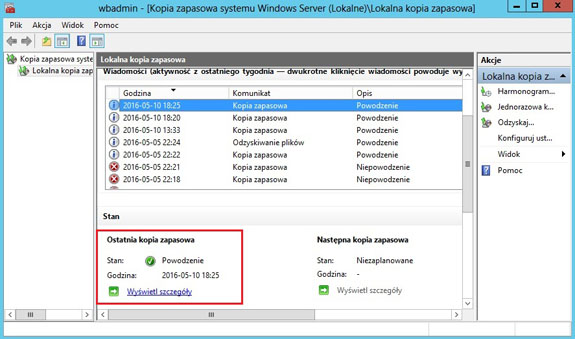 wbadmin - [Kopia zapasowa systemu Windows Server (Lokalne)\Lokalna kopia zapasowa]
Plik Akcja Widok Pomoc
Kopia zapasowa system
Lokalna kopia zap
Lokalna kopia zapasowa
Wiadomości (aktywność z ostatniego tygodnia — dwukrotne kliknięcie wiadomości powoduje wy
Godzina Komunikat Opis
2016-05-10 18:25 Kopia zapasowa Powodzenie
2016-05-10 18:20 Kopia zapasowa Powodzenie
2016-05-10 13:33 Kopia zapasowa Powodzenie
2016-05-05 22:24 Odzyskiwanie plików Powodzenie
2016-05-05 22:22 Kopia zapasowa Powodzenie
2016-05-05 22:21 Kopia zapasowa Niepowodzenie
2016-05-05 22:18 Kopia zapasowa Niepowodzenie
Stan
Ostatnia kopia zapasowa
Stan: Powodzenie
Godzina: 2016-05-10 18:25
Wyświetl szczegóły
Następna kopia zapasowa
Stan: Niezaplanowane
Godzina: -
Wyświetl szczegóły
Akcje
Lokalna kopia z...
Harmonogram...
Jednorazowa k...
Odzyskaj...
Konfiguruj ust...
Widok
Pomoc